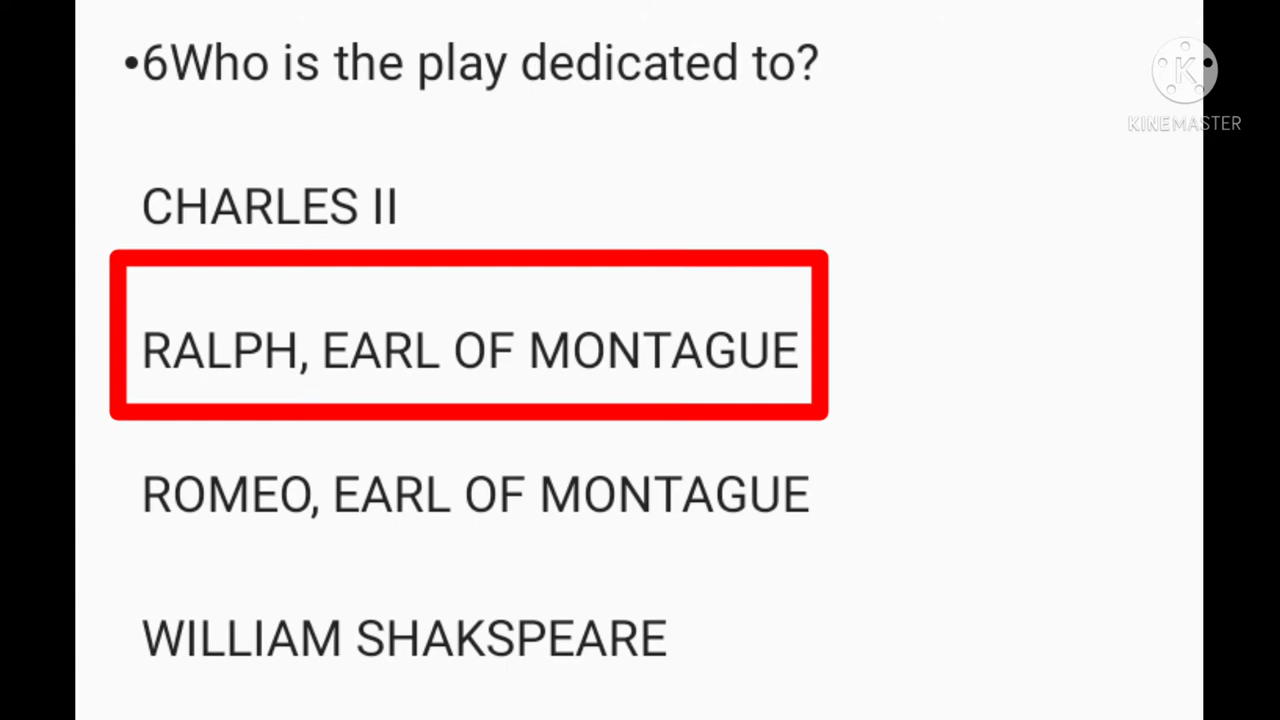 •6Who is the play dedicated to?
K
KINEMASTER
CHARLES II
RALPH, EARL OF MONTAGUE
ROMEO, EARL OF MONTAGUE
WILLIAM SHAKSPEARE